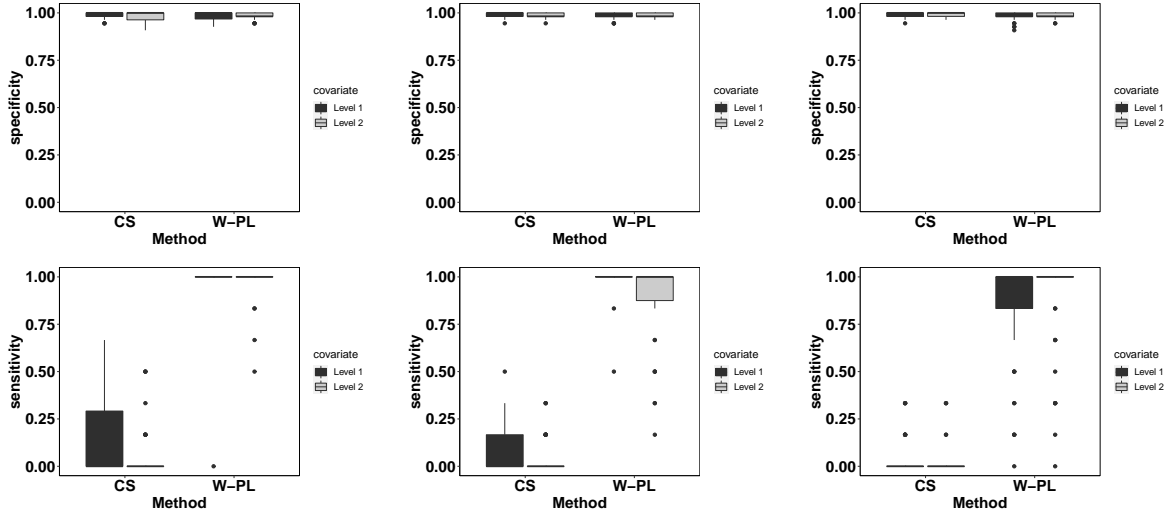 specificity
1.00
0.75
0.50
0.25
0.00
CS
W−PL
Method
covariate
Level 1
Level 2
specificity
1.00
0.75
0.50
0.25
0.00
CS
W−PL
Method
covariate
Level 1
Level 2
specificity
1.00
0.75
0.50
0.25
0.00
CS
W−PL
Method
covariate
Level 1
Level 2
sensitivity
1.00
0.75
0.50
0.25
0.00
CS
W−PL
Method
covariate
Level 1
Level 2
sensitivity
1.00
0.75
0.50
0.25
0.00
CS
W−PL
Method
covariate
Level 1
Level 2
sensitivity
1.00
0.75
0.50
0.25
0.00
CS
W−PL
Method
covariate
Level 1
Level 2